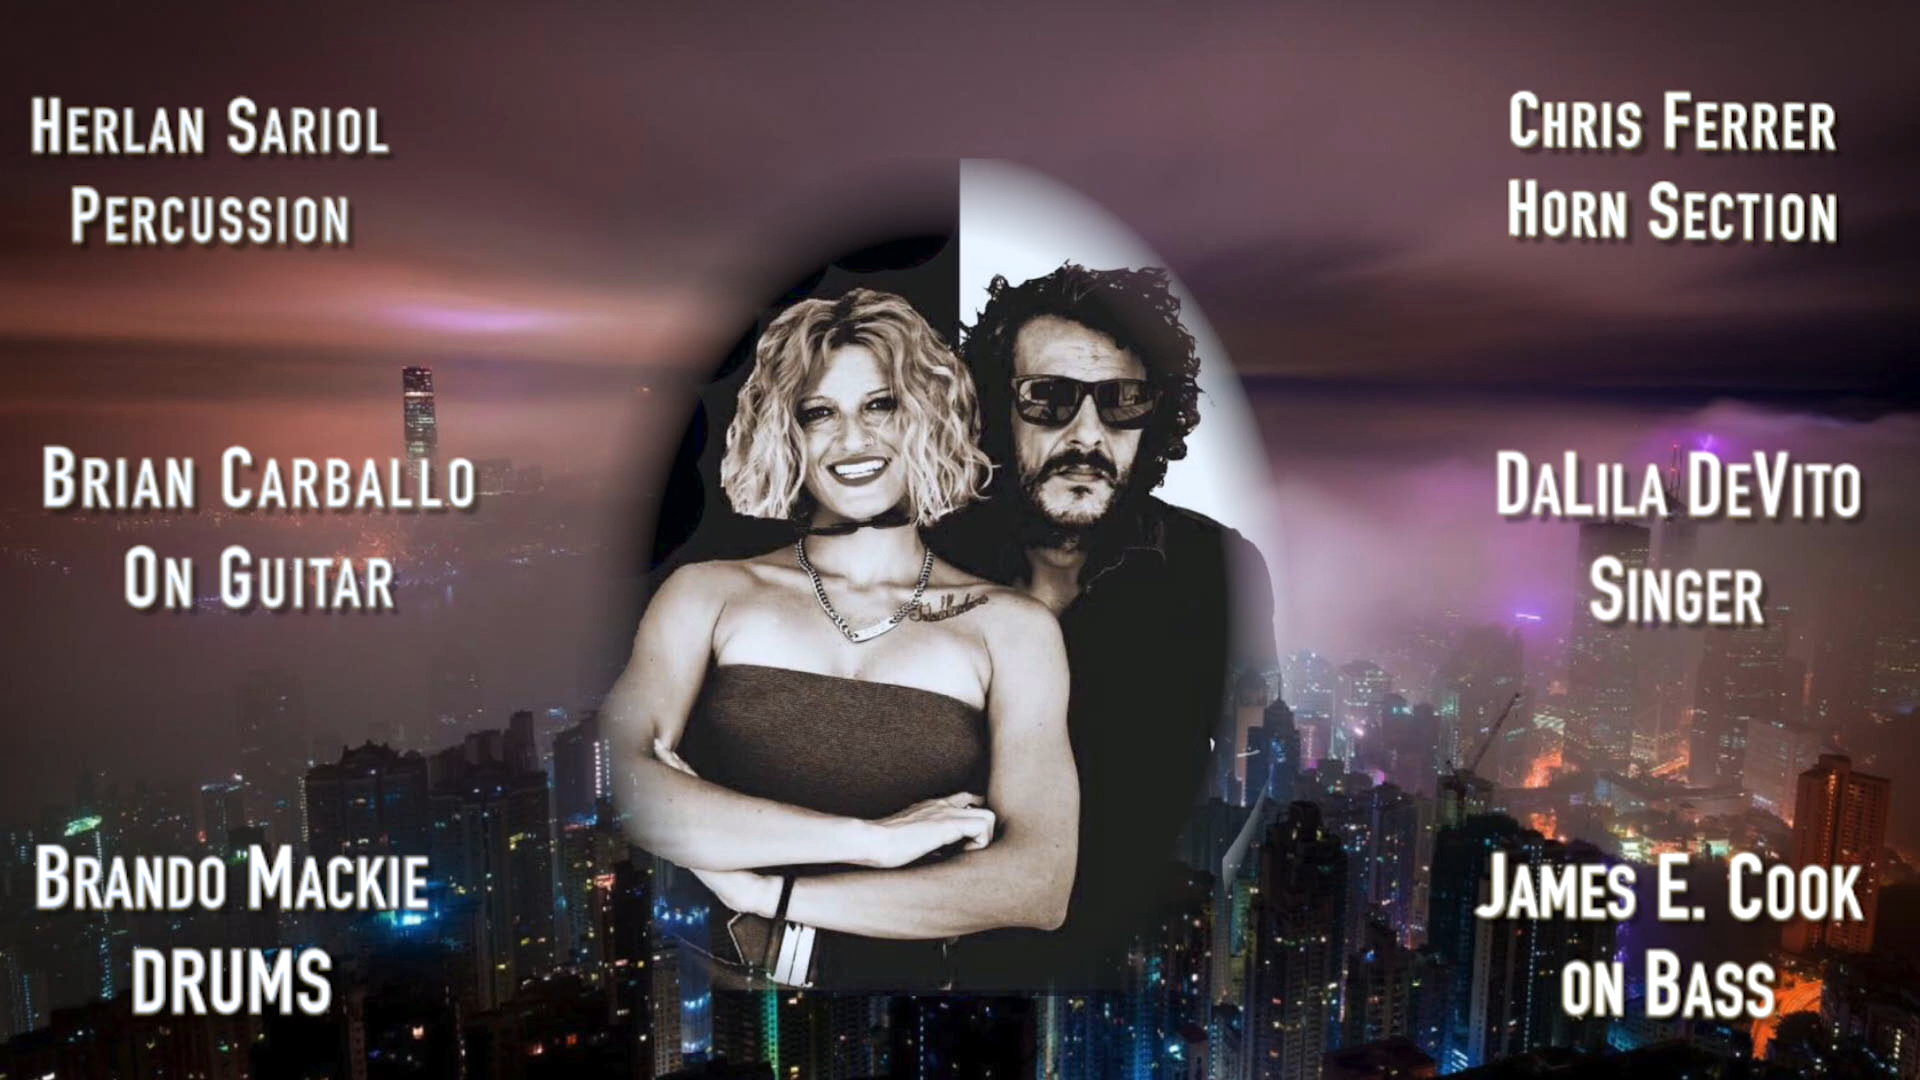 Herlan Sariol
Percussion
Brian Carballo
On Guitar
Brando Mackie
DRUMS
Chris Ferrer
Horn Section
DaLila DeVito
Singer
James E. Cook
on Bass